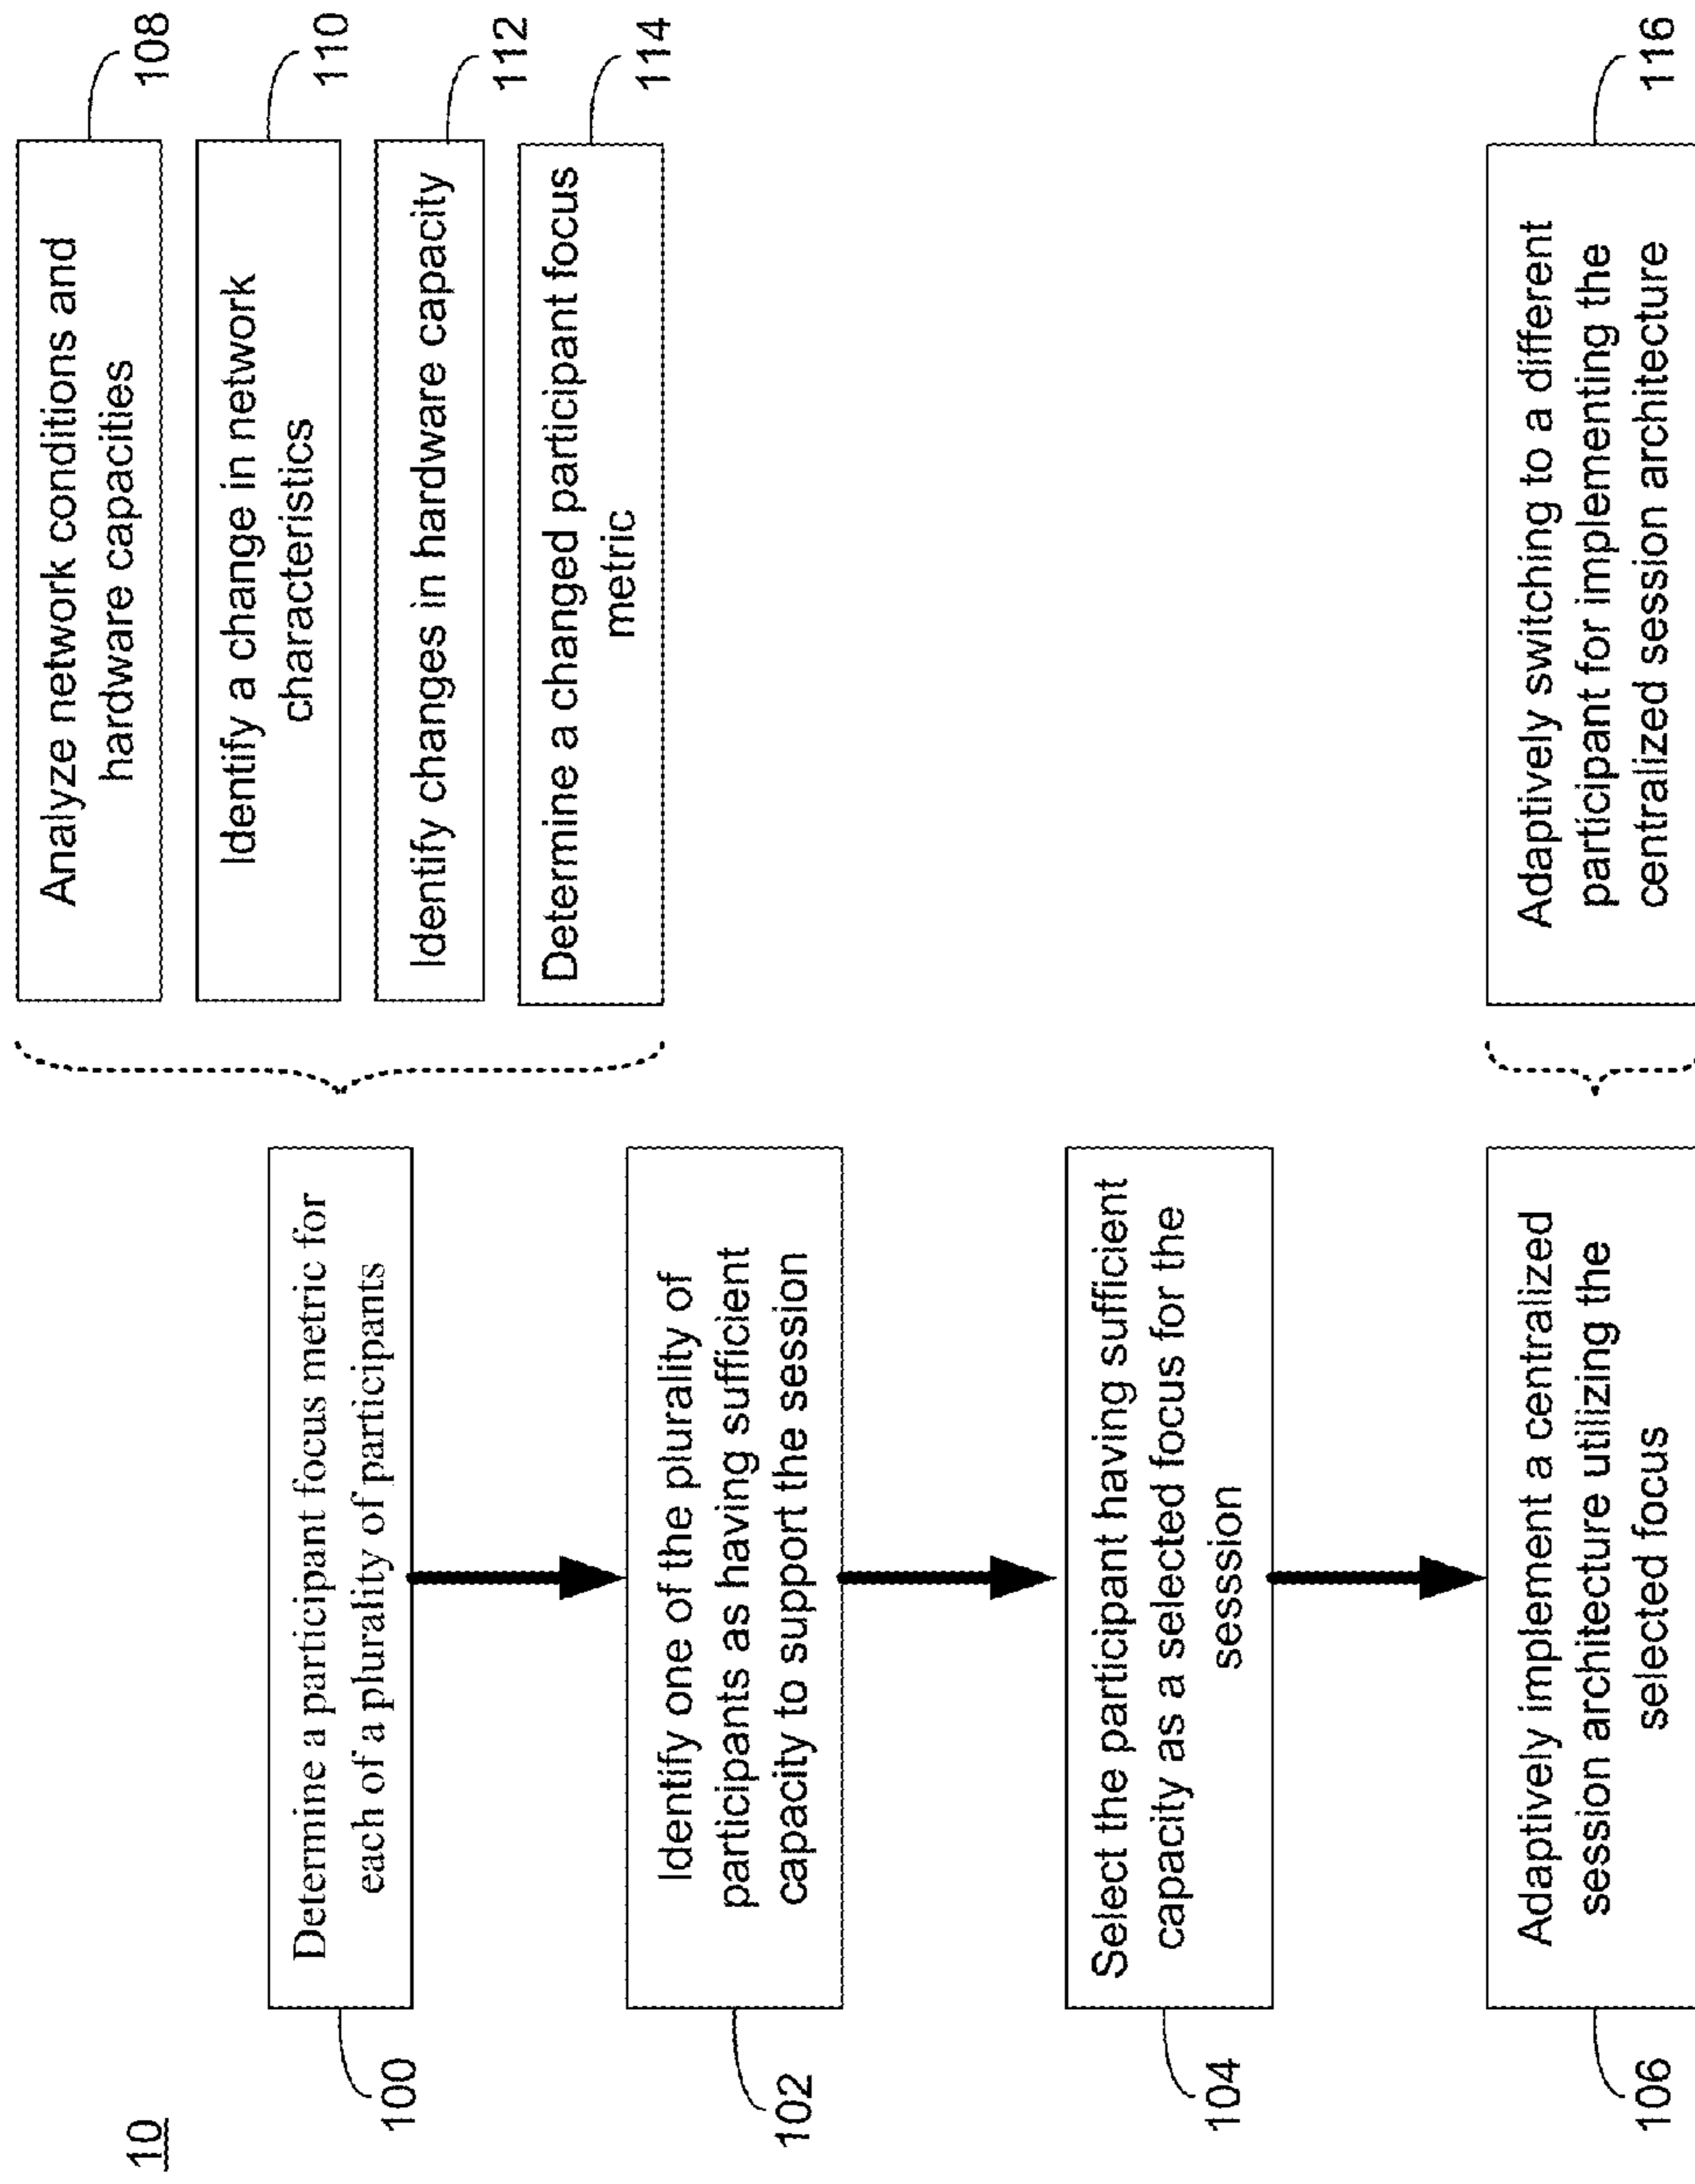 10
100
Determine a participant focus metric for
each of a plurality of participants
102
Identify one of the plurality of
participants as having sufficient
capacity to support the session
104
Select the participant having sufficient
capacity as a selected focus for the
session
106
Adaptively implement a centralized
session architecture utilizing the
selected focus
Analyze network conditions and
hardware capacities
108
Identify a change in network
characteristics
110
Identify changes in hardware capacity
112
Determine a changed participant focus
metric
114
Adaptively switching to a different
participant for implementing the
centralized session architecture
116